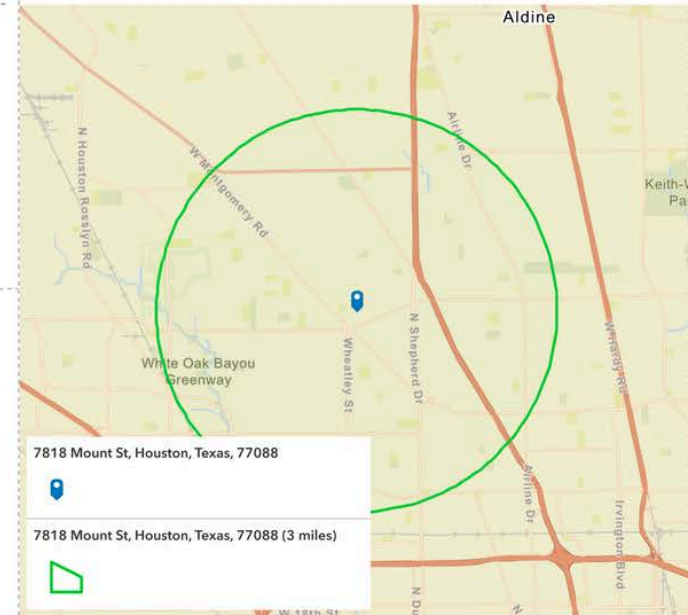 Aldine
Airline Dr
N Houston Rosslyn Rd
W Montgomery Rd
Keith-W
Pa
N Shepherd Dr
W Hardy Rd
Wheatley St
White Oak Bayou
Greenway
7818 Mount St, Houston, Texas, 77088
7818 Mount St, Houston, Texas, 77088 (3 miles)
Airline Dr
Irvington Blvd
N Du
W 18th St
N